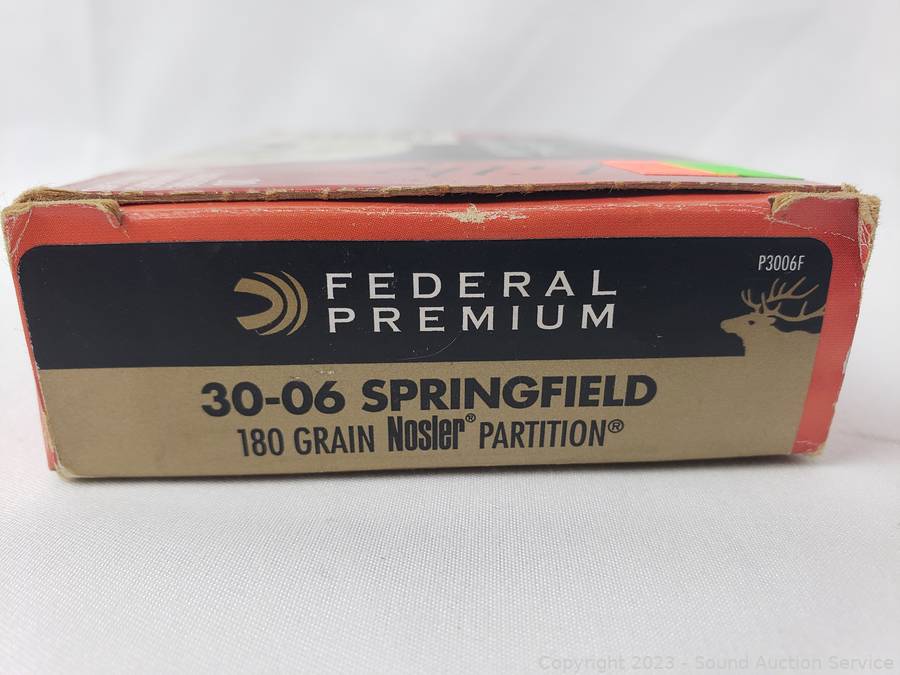 P3006F
FEDERAL
PREMIUM
30-06 SPRINGFIELD
180 GRAIN Nosler® PARTITION®
Copyright 2023 - Sound Auction Service